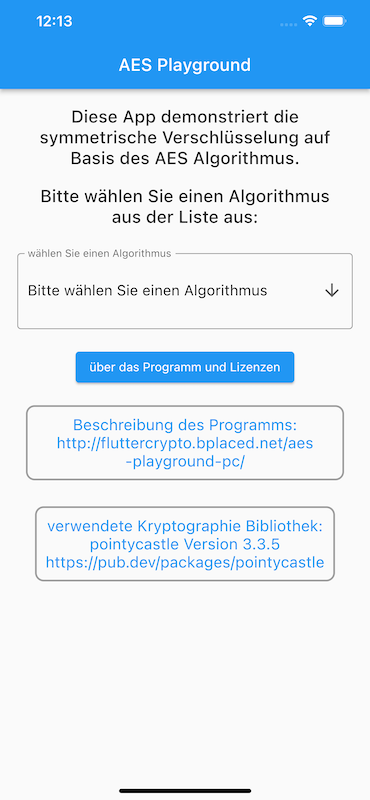 12:13
AES Playground
Diese App demonstriert die
symmetrische Verschlüsselung auf
Basis des AES Algorithmus.
Bitte wählen Sie einen Algorithmus
aus der Liste aus:
wählen Sie einen Algorithmus
Bitte wählen Sie einen Algorithmus
über das Programm und Lizenzen
Beschreibung des Programms:
http://fluttercrypto.bplaced.net/aes
-playground-pc/
verwendete Kryptographie Bibliothek:
pointycastle Version 3.3.5
https://pub.dev/packages/pointycastle